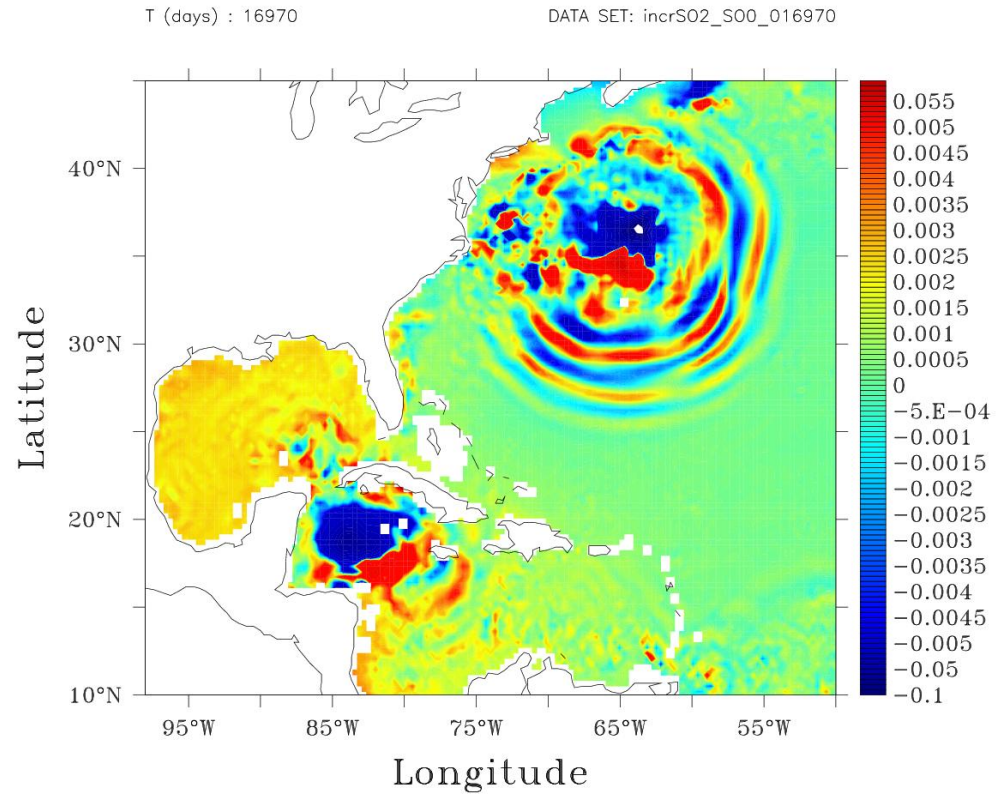 T (days) : 16970
DATA SET: incrSO2_SOO_016970
40°N
30°N
20°N
10°N
Latitude
95°W
85°W
75°W
65°W
55°W
Longitude
0.055
0.005
0.0045
0.004
0.0035
0.003
0.0025
0.002
0.0015
0.001
0.0005
0
−5.E−04
−0.001
−0.0015
−0.002
−0.0025
−0.003
−0.0035
−0.004
−0.0045
−0.005
−0.05
−0.1